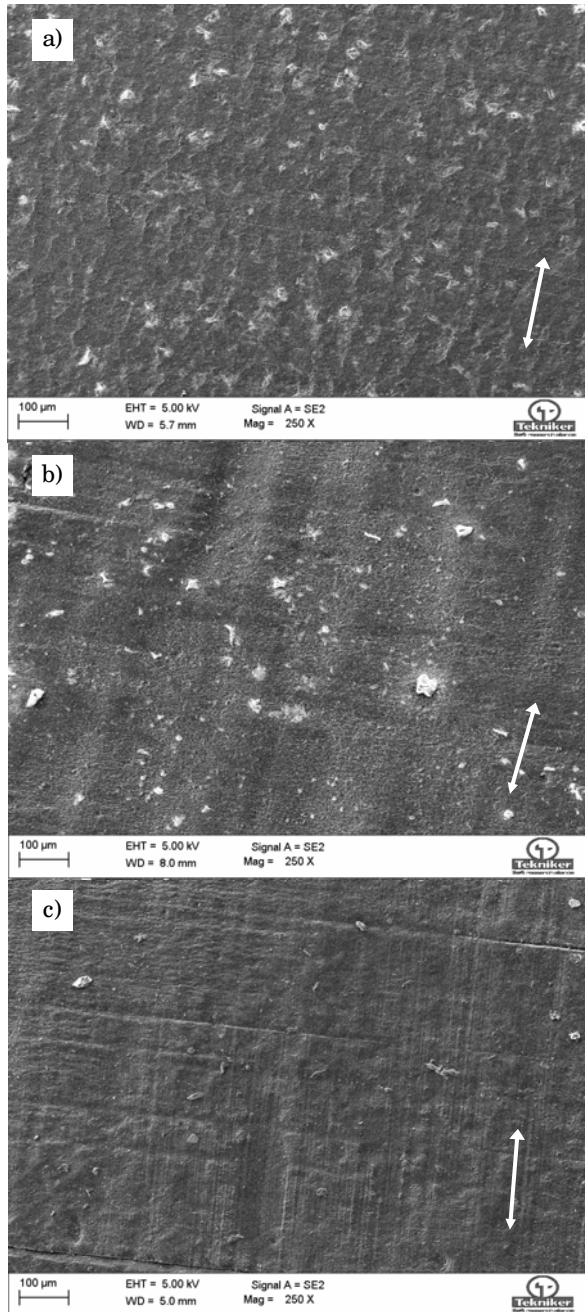 a)
100 µm
EHT = 5.00 kV
Signal A = SE2
WD = 5.7 mm
Mag = 250 X
Tekniker
b)
100 µm
EHT = 5.00 kV
Signal A = SE2
WD = 8.0 mm
Mag = 250 X
Tekniker
c)
100 µm
EHT = 5.00 kV
Signal A = SE2
WD = 5.0 mm
Mag = 250 X
Tekniker